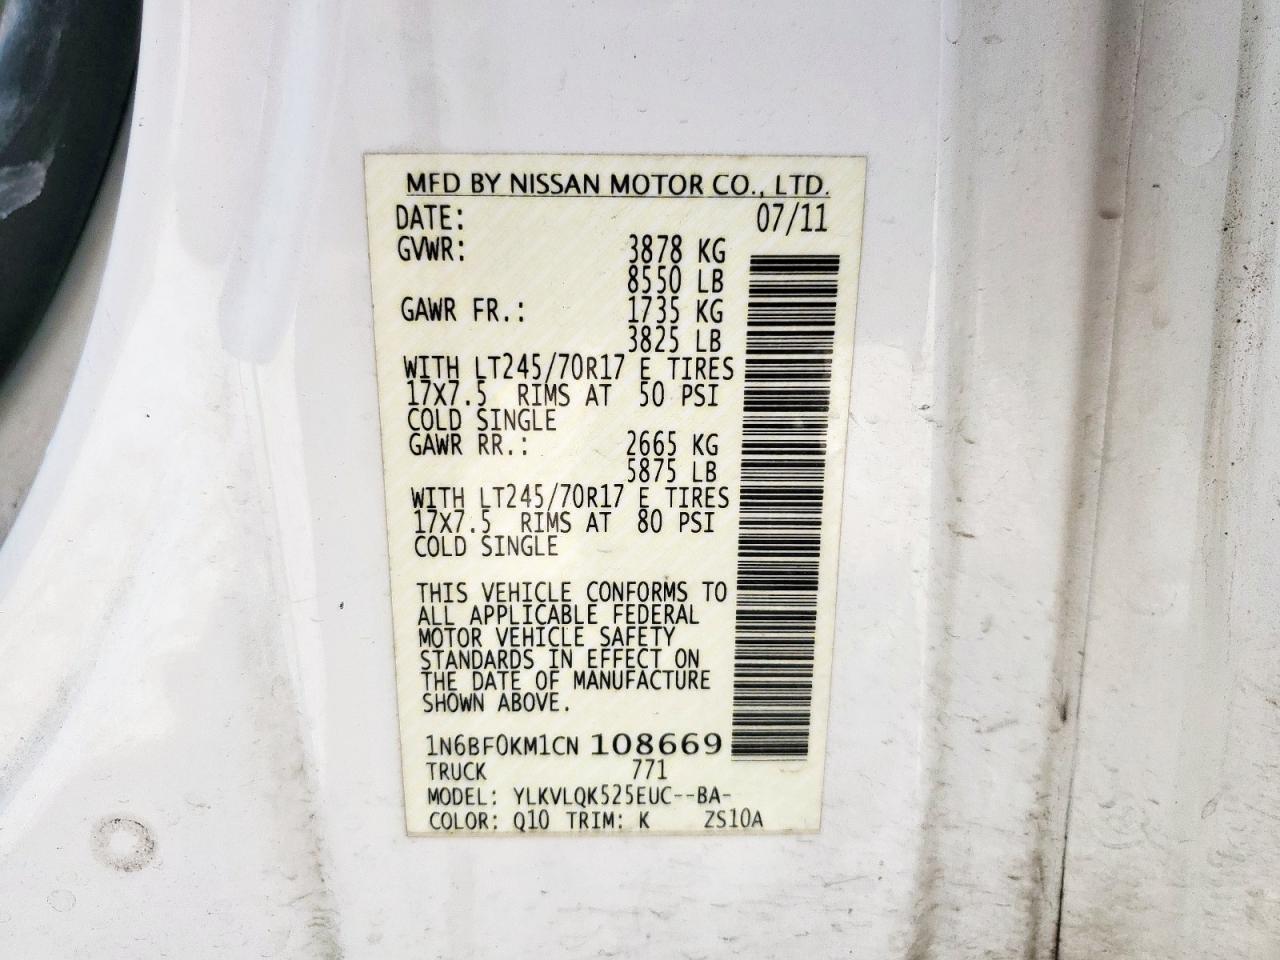 MFD BY NISSAN MOTOR CO., LTD.
DATE: 07/11
GVWR: 3878 KG
8550 LB
GAWR FR.: 1735 KG
3825 LB
WITH LT245/70R17 E TIRES
17X7.5 RIMS AT 50 PSI
COLD SINGLE
GAWR RR.: 2665 KG
5875 LB
WITH LT245/70R17 E TIRES
17X7.5 RIMS AT 80 PSI
COLD SINGLE
THIS VEHICLE CONFORMS TO
ALL APPLICABLE FEDERAL
MOTOR VEHICLE SAFETY
STANDARDS IN EFFECT ON
THE DATE OF MANUFACTURE
SHOWN ABOVE.
1N6BF0KM1CN 108669
TRUCK 771
MODEL: YLKVLQK525EUC--BA-
COLOR: Q10 TRIM: K ZS10A